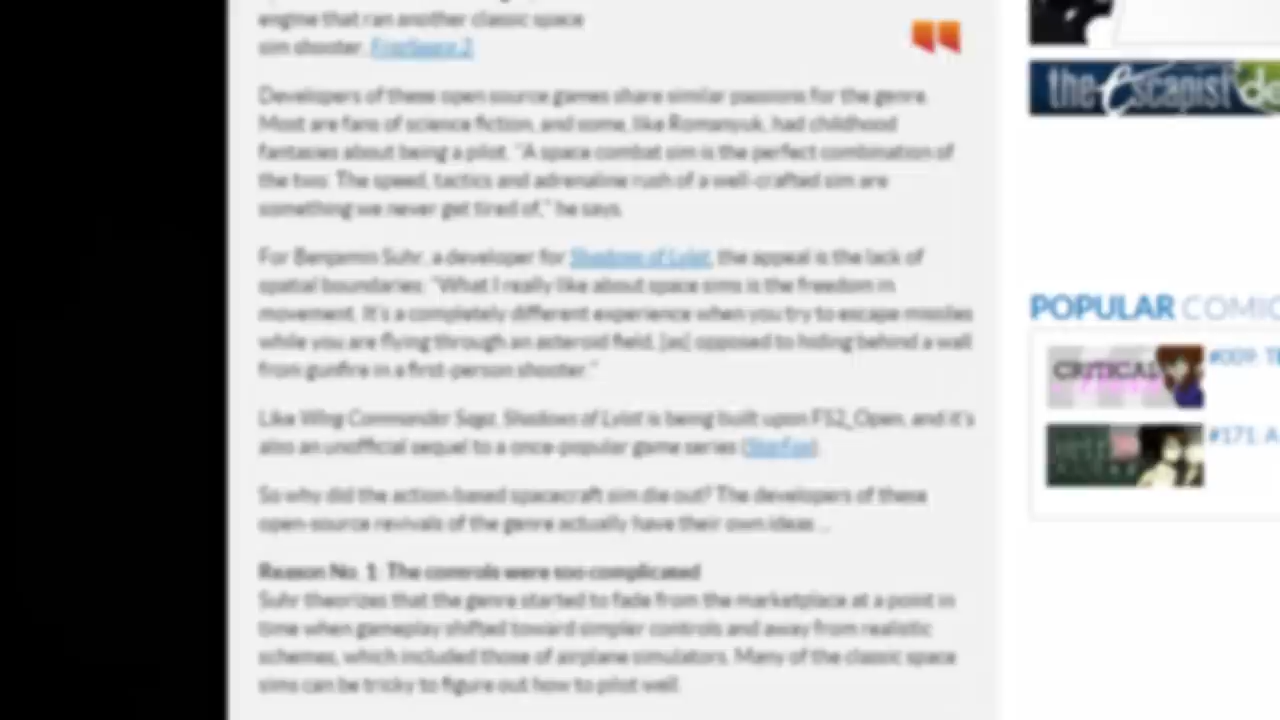 engine that ran another classic space
sim shooter, FreeSpace 2.
Developers of these open source games share similar passions for the genre.
Most are fans of science fiction, and some, like Romanyuk, had childhood
fantasies about being a pilot. "A space combat sim is the perfect combination of
the two. The speed, tactics and adrenaline rush of a well-crafted sim are
something we never get tired of," he says.
For Benjamin Suhr, a developer for Shadows of Lylat, the appeal is the lack of
spatial boundaries: "What I really like about space sims is the freedom in
movement. It's a completely different experience when you try to escape missiles
while you are flying through an asteroid field, [as] opposed to hiding behind a wall
from gunfire in a first-person shooter."
Like Wing Commander Saga, Shadows of Lylat is being built upon FS2_Open, and it's
also an unofficial sequel to a once-popular game series (StarFox).
So why did the action-based spacecraft sim die out? The developers of these
open-source revivals of the genre actually have their own ideas ...
Reason No. 1: The controls were too complicated
Suhr theorizes that the genre started to fade from the marketplace at a point in
time when gameplay shifted toward simpler controls and away from realistic
schemes, which included those of airplane simulators. Many of the classic space
sims can be tricky to figure out how to pilot well.
the escapist de
POPULAR COMIC
CRITICAL
#009: T
#171: A